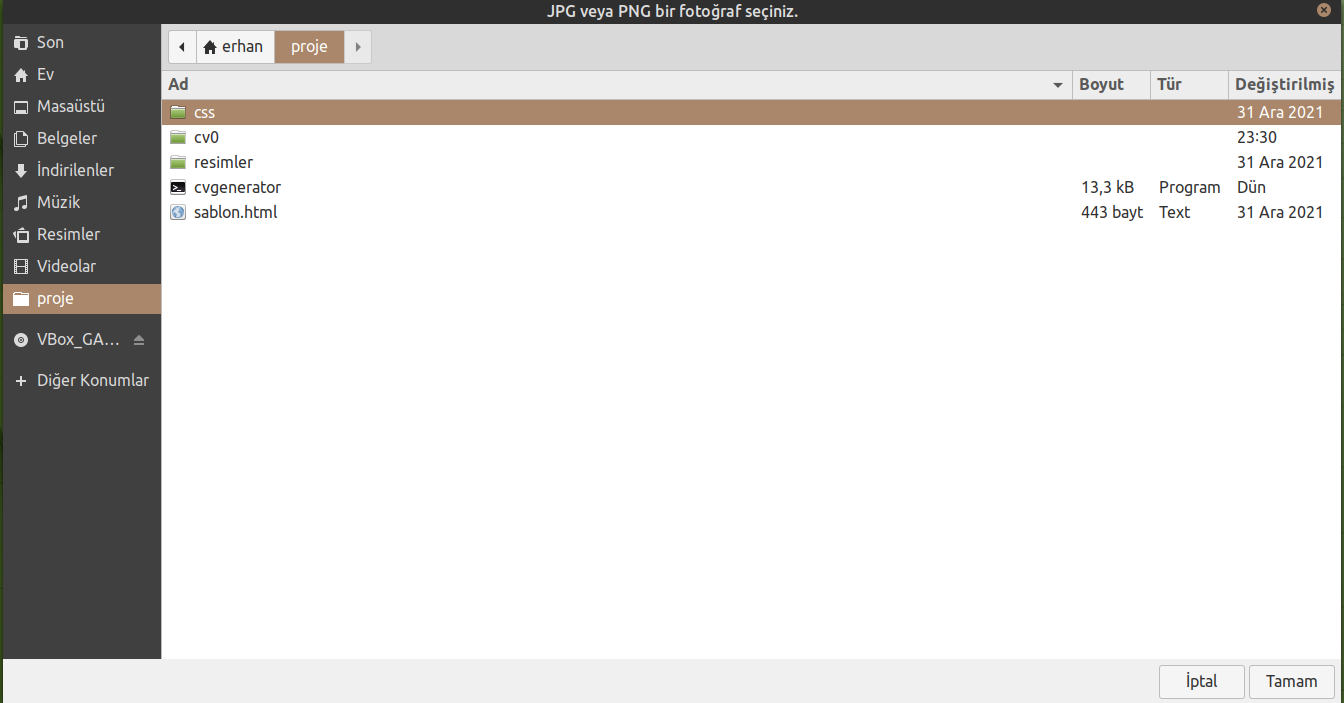 JPG veya PNG bir fotoğraf seçiniz.
Son
Ev
Masaüstü
Belgeler
İndirilenler
Müzik
Resimler
Videolar
proje
VBox_GA…
Diğer Konumlar
erhan proje
Ad Boyut Tür Değiştirilmiş
css 31 Ara 2021
cv0 23:30
resimler 31 Ara 2021
cvgenerator 13,3 kB Program Dün
sablon.html 443 bayt Text 31 Ara 2021
İptal Tamam